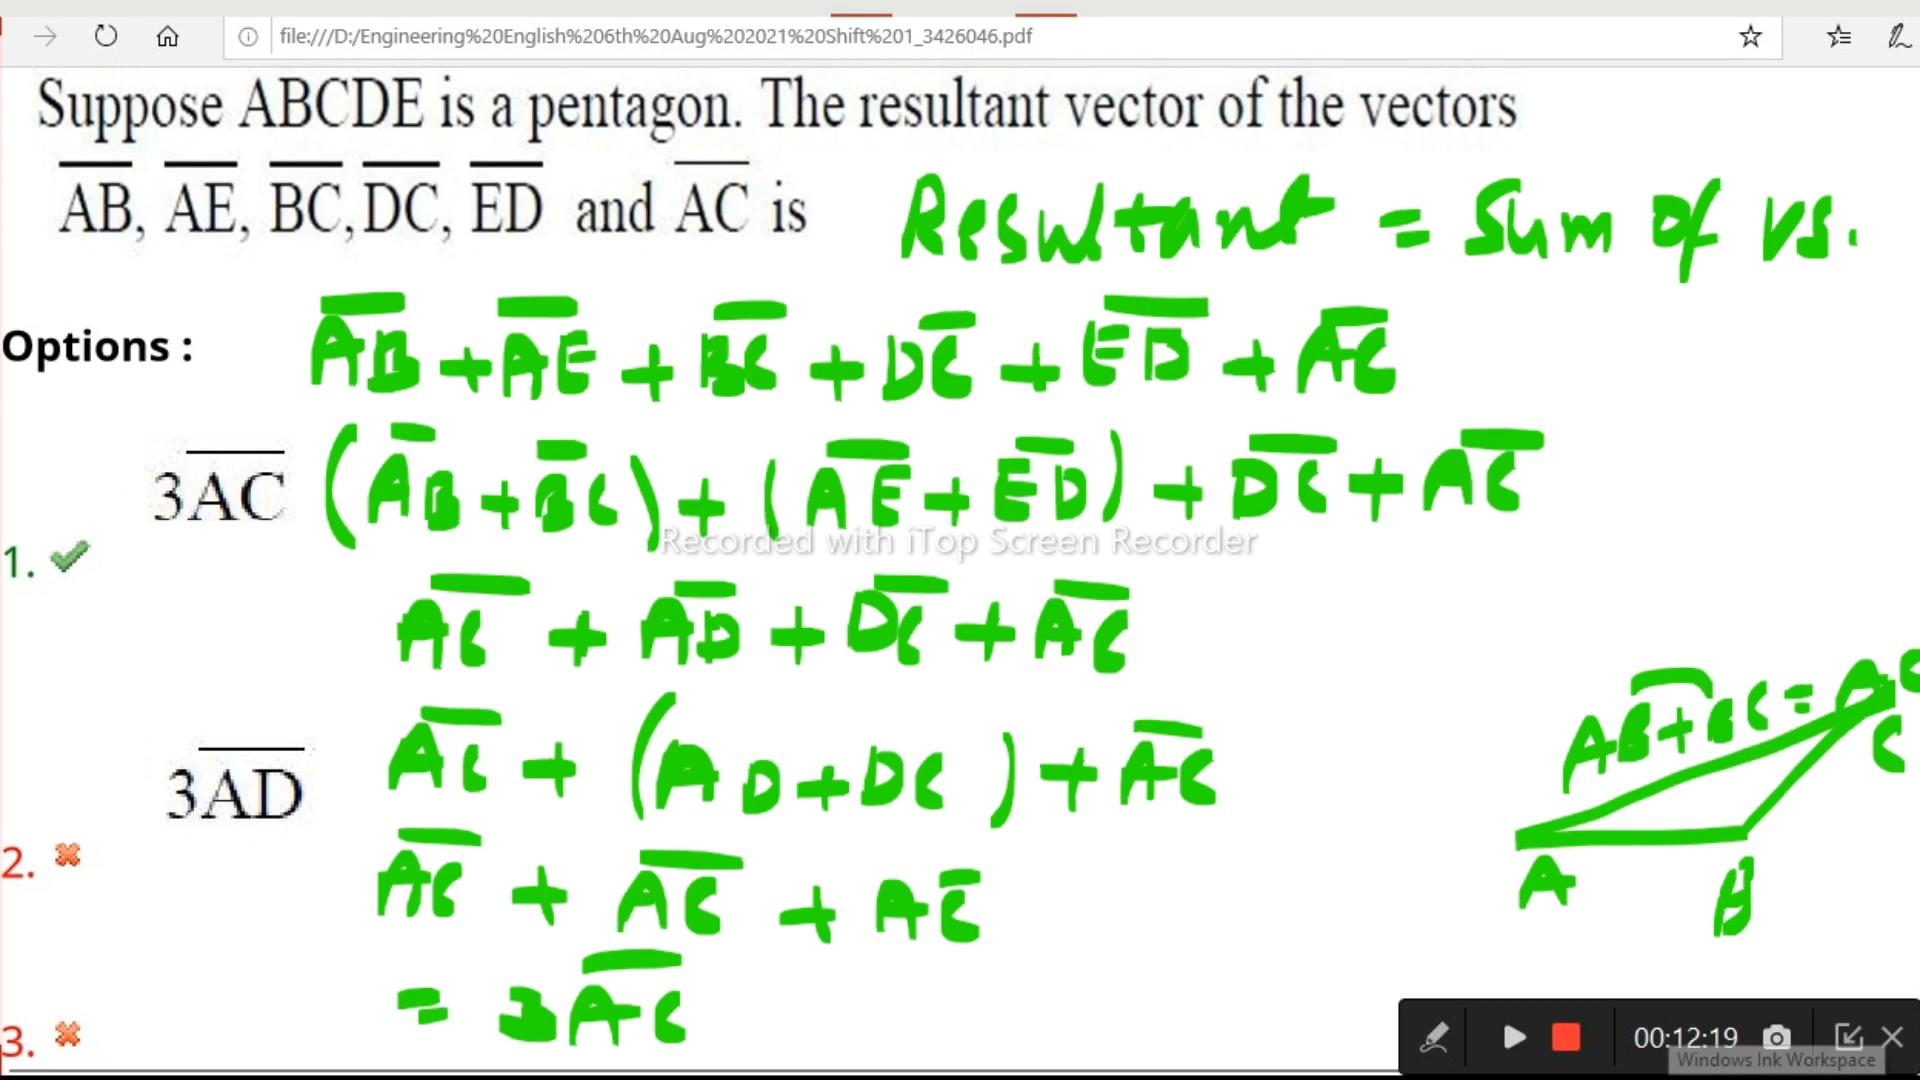 file:///D:/Engineering%20English%206th%20Aug%202021%20Shift%201_3426046.pdf
Suppose ABCDE is a pentagon. The resultant vector of the vectors
AB, AE, BC, DC, ED and AC is
Resultant = Sum of Vs.
Options :
AB + AE + BC + DC + ED + AC
3AC
(AB + BC) + (AE + ED) + DC + AC
Recorded with iTop Screen Recorder
1.
AC + AD + DC + AC
AB + BC = AC
3AD
AC + (AD + DC) + AC
C
2.
AC + AC + AC
A B
= 3AC
3.
00:12:19
Windows Ink Workspace